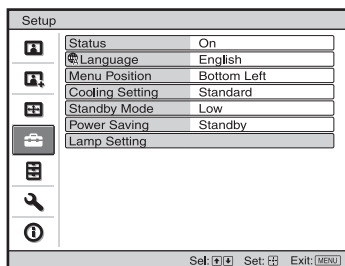 Setup
Status On
Language English
Menu Position Bottom Left
Cooling Setting Standard
Standby Mode Low
Power Saving Standby
Lamp Setting
Sel: Set: Exit: MENU